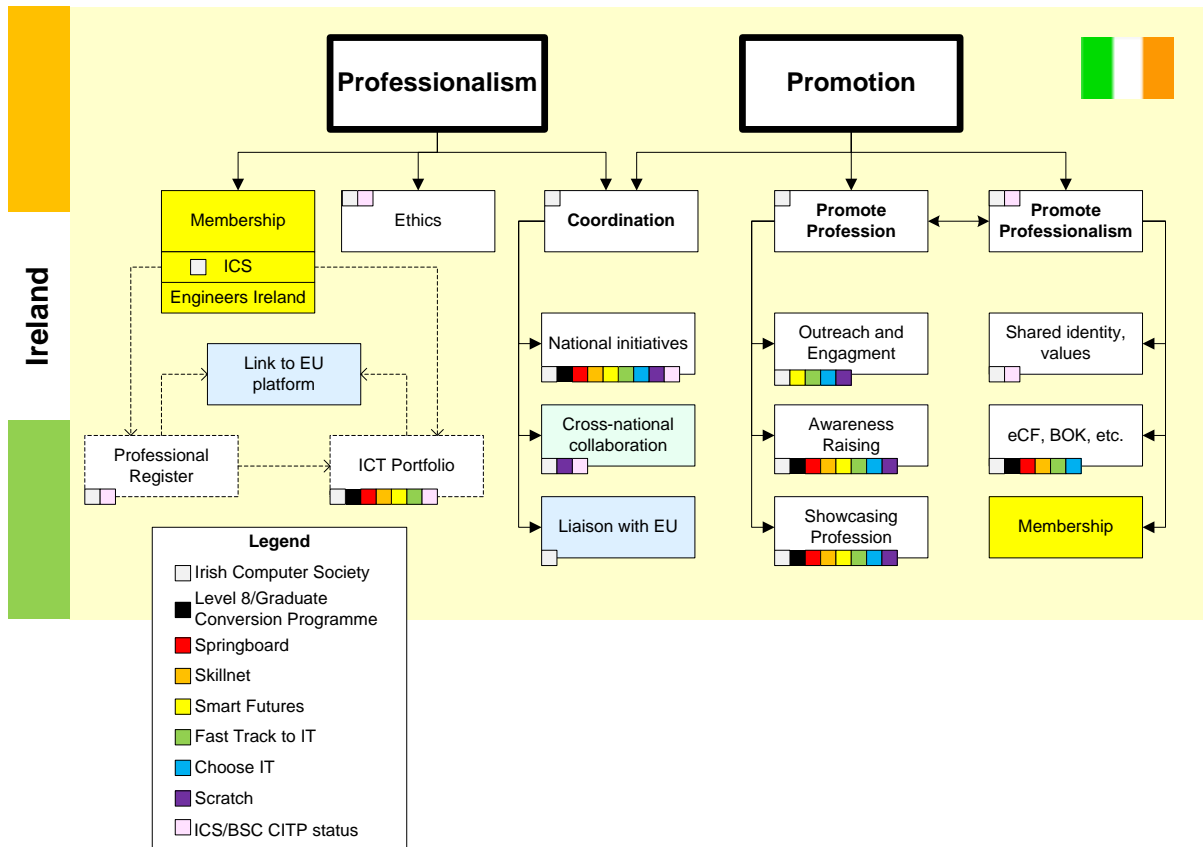 Ireland
Professionalism
Promotion
Membership
ICS
Engineers Ireland
Ethics
Coordination
Promote
Profession
Promote
Professionalism
Link to EU
platform
Professional
Register
ICT Portfolio
National initiatives
Cross-national
collaboration
Liaison with EU
Outreach and
Engagment
Awareness
Raising
Showcasing
Profession
Shared identity,
values
eCF, BOK, etc.
Membership
Legend
Irish Computer Society
Level 8/Graduate
Conversion Programme
Springboard
Skillnet
Smart Futures
Fast Track to IT
Choose IT
Scratch
ICS/BSC CITP status